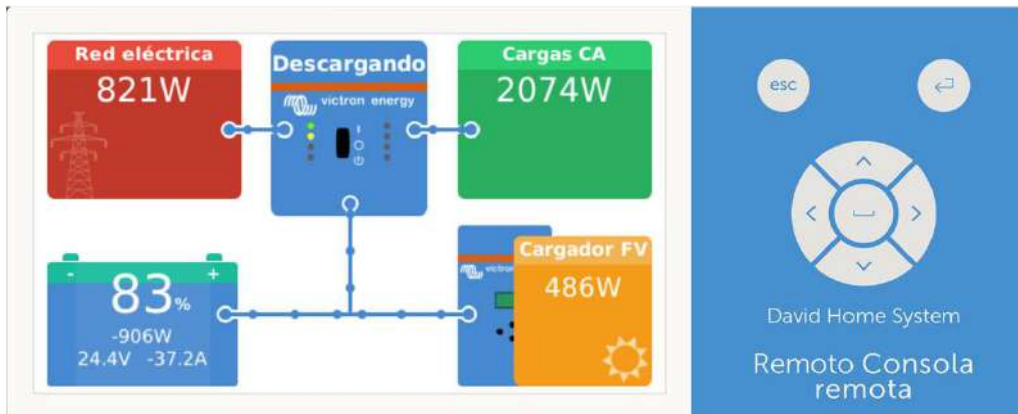 Red eléctrica
821W
Descargando
victron energy
Cargas CA
2074W
- +
83%
-906W
24.4V -37.2A
victron
Cargador FV
486W
esc
David Home System
Remoto Consola
remota